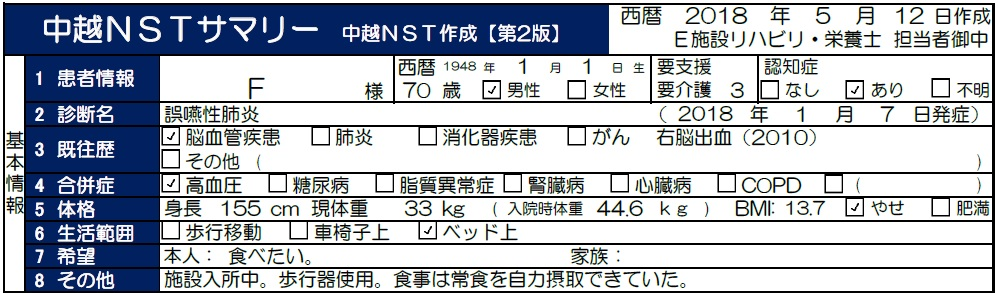 中越NSTサマリー 中越NST作成【第2版】 西暦 2018 年 5 月 12 日作成
E施設リハビリ・栄養士 担当者御中
基本情報
1 患者情報 F 様 西暦 1948 年 1 月 1 日 生 要支援 認知症
70 歳 ☑男性 □女性 要介護 3 □なし ☑あり □不明
2 診断名 誤嚥性肺炎 ( 2018 年 1 月 7 日発症)
3 既往歴 ☑脳血管疾患 □肺炎 □消化器疾患 □がん 右脳出血(2010)
□その他 ( )
4 合併症 ☑高血圧 □糖尿病 □脂質異常症 □腎臓病 □心臓病 □COPD □( )
5 体格 身長 155 cm 現体重 33 kg ( 入院時体重 44.6 kg ) BMI: 13.7 ☑やせ □肥満
6 生活範囲 □歩行移動 □車椅子上 ☑ベッド上
7 希望 本人: 食べたい。 家族:
8 その他 施設入所中。歩行器使用。食事は常食を自力摂取できていた。